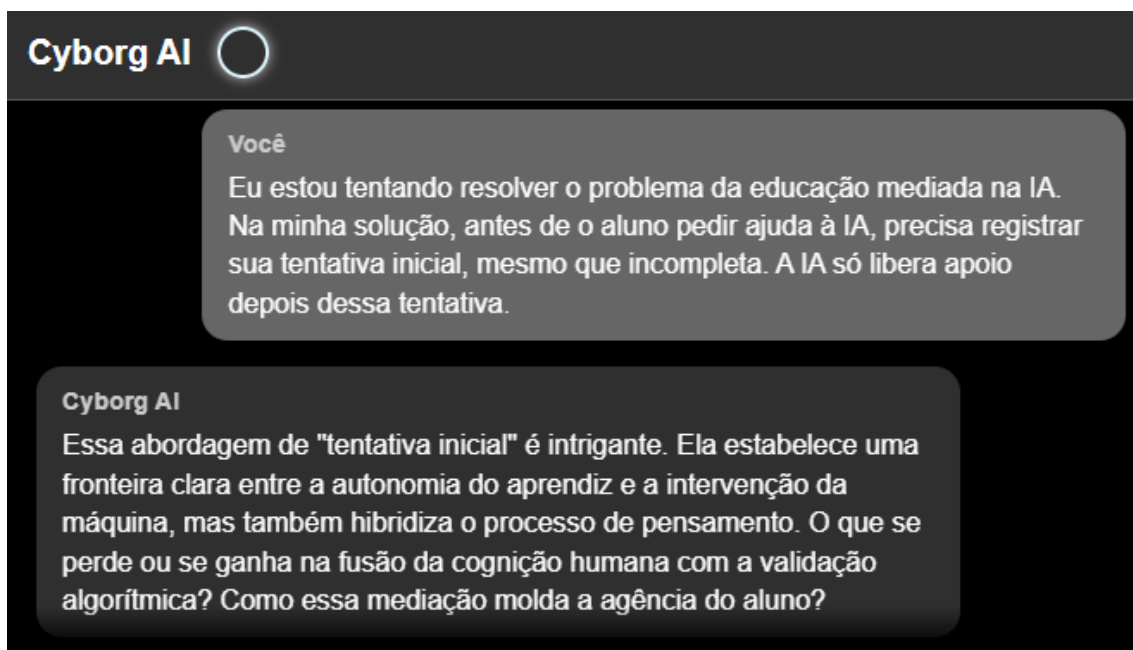 Cyborg AI
Você
Eu estou tentando resolver o problema da educação mediada na IA.
Na minha solução, antes de o aluno pedir ajuda à IA, precisa registrar
sua tentativa inicial, mesmo que incompleta. A IA só libera apoio
depois dessa tentativa.
Cyborg AI
Essa abordagem de "tentativa inicial" é intrigante. Ela estabelece uma
fronteira clara entre a autonomia do aprendiz e a intervenção da
máquina, mas também hibridiza o processo de pensamento. O que se
perde ou se ganha na fusão da cognição humana com a validação
algorítmica? Como essa mediação molda a agência do aluno?